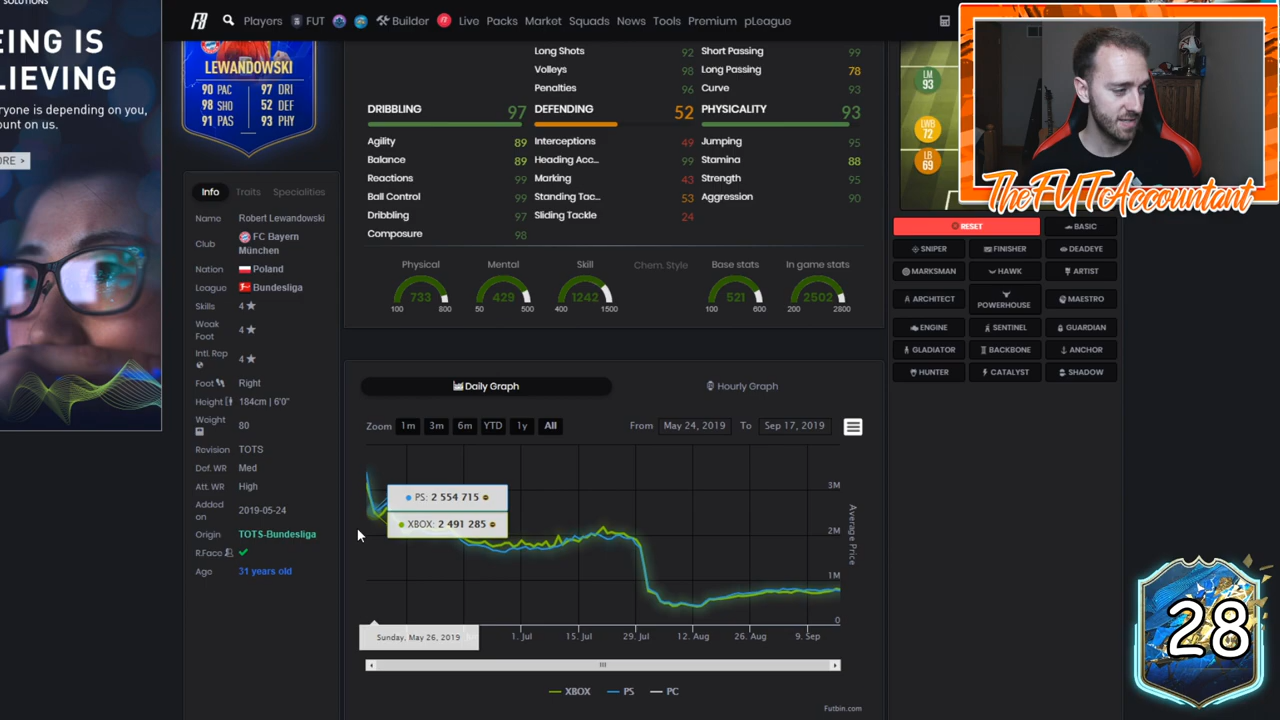 SOLUTIONS
EING IS
LIEVING
eryone is depending on you,
ount on us.
ORE >
FB Players FUT Builder Live Packs Market Squads News Tools Premium pLeague
LEWANDOWSKI
90 PAC 97 DRI
98 SHO 52 DEF
91 PAS 93 PHY
Info Traits Specialities
Name Robert Lewandowski
Club FC Bayern
München
Nation Poland
League Bundesliga
Skills 4★
Weak
Foot 4★
Intl. Rep 4★
Foot Right
Height 184cm | 6'0"
Weight 80
Revision TOTS
Def. WR Med
Att. WR High
Added
on 2019-05-24
Origin TOTS-Bundesliga
R.Face
Age 31 years old
Long Shots 92 Short Passing 99
Volleys 98 Long Passing 78
Penalties 96 Curve 93
DRIBBLING 97 DEFENDING 52 PHYSICALITY 93
Agility 89 Interceptions 49 Jumping 95
Balance 89 Heading Acc... 99 Stamina 88
Reactions 99 Marking 43 Strength 95
Ball Control 99 Standing Tac... 53 Aggression 90
Dribbling 97 Sliding Tackle 24
Composure 98
Physical Mental Skill Chem. Style Base stats In game stats
733 429 1242 521 2502
100 800 50 500 400 1500 100 600 200 2800
Daily Graph Hourly Graph
Zoom 1m 3m 6m YTD 1y All From May 24, 2019 To Sep 17, 2019
PS: 2 554 715
XBOX: 2 491 285
3M
2M
1M
0
Average Price
Sunday, May 26, 2019
1. Jul 15. Jul 29. Jul 12. Aug 26. Aug 9. Sep
XBOX PS PC
Futbin.com
LM
93
LWB
72
LB
69
TheFUTAccountant
RESET BASIC
SNIPER FINISHER DEADEYE
MARKSMAN HAWK ARTIST
ARCHITECT POWERHOUSE MAESTRO
ENGINE SENTINEL GUARDIAN
GLADIATOR BACKBONE ANCHOR
HUNTER CATALYST SHADOW
28